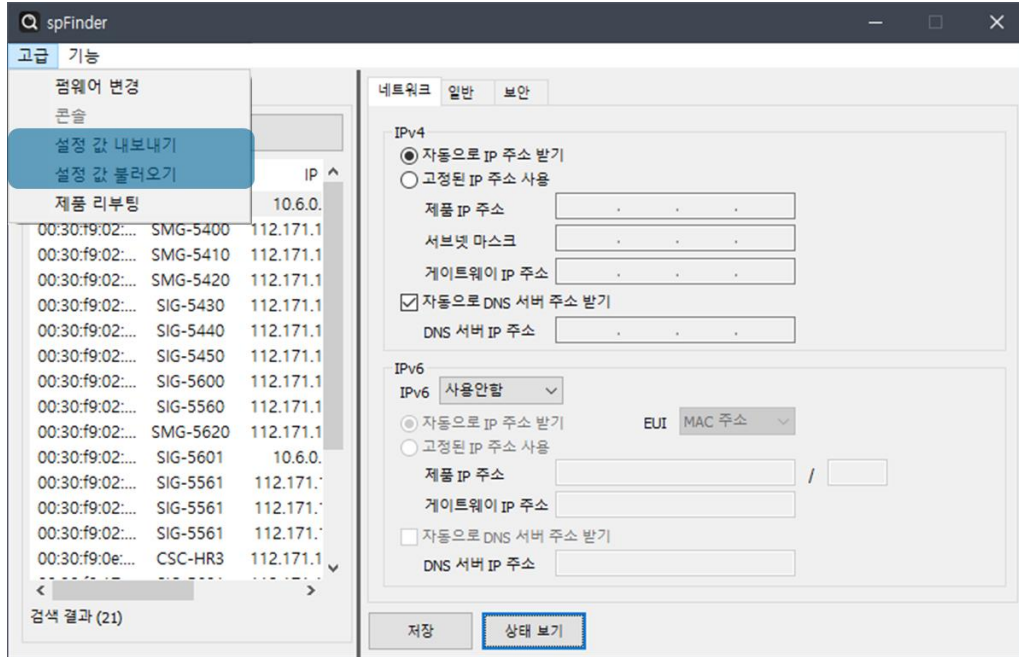 spFinder
고급 기능
펌웨어 변경
콘솔
설정 값 내보내기
설정 값 불러오기
제품 리부팅
IP
10.6.0.
00:30:f9:02:... SMG-5400 112.171.1
00:30:f9:02:... SMG-5410 112.171.1
00:30:f9:02:... SMG-5420 112.171.1
00:30:f9:02:... SIG-5430 112.171.1
00:30:f9:02:... SIG-5440 112.171.1
00:30:f9:02:... SIG-5450 112.171.1
00:30:f9:02:... SIG-5600 112.171.1
00:30:f9:02:... SIG-5560 112.171.1
00:30:f9:02:... SMG-5620 112.171.1
00:30:f9:02:... SIG-5601 10.6.0.
00:30:f9:02:... SIG-5561 112.171.
00:30:f9:02:... SIG-5561 112.171.
00:30:f9:02:... SIG-5561 112.171.
00:30:f9:0e:... CSC-HR3 112.171.1
검색 결과 (21)
네트워크 일반 보안
IPv4
자동으로 IP 주소 받기
고정된 IP 주소 사용
제품 IP 주소 . . .
서브넷 마스크 . . .
게이트웨이 IP 주소 . . .
자동으로 DNS 서버 주소 받기
DNS 서버 IP 주소 . . .
IPv6
IPv6 사용안함
자동으로 IP 주소 받기 EUI MAC 주소
고정된 IP 주소 사용
제품 IP 주소 /
게이트웨이 IP 주소
자동으로 DNS 서버 주소 받기
DNS 서버 IP 주소
저장 상태 보기